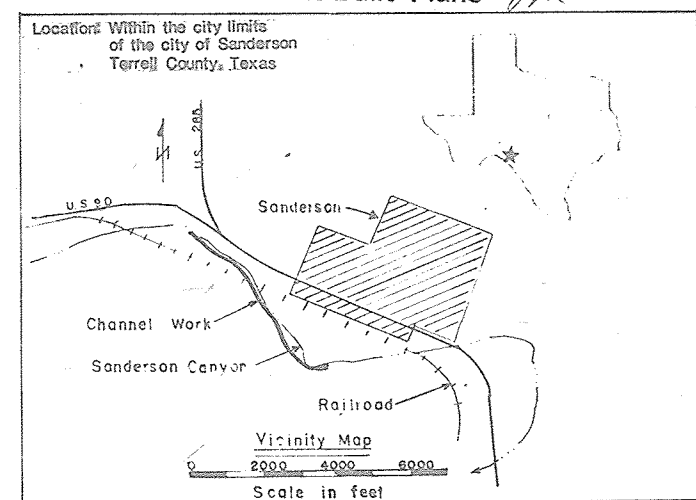 Plans
Location: Within the city limits
of the city of Sanderson
Terrell County, Texas
U.S. 285
N
U.S 90
Sanderson
Channel Work
Sanderson Canyon
Railroad
Vicinity Map
0 2000 4000 6000
Scale in feet